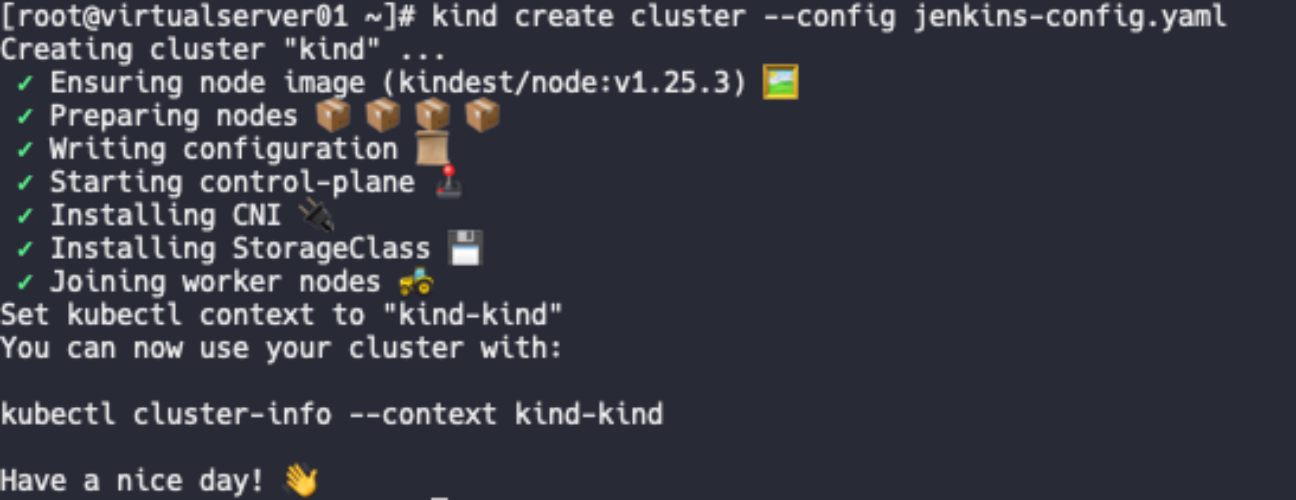 [root@virtualserver01 ~]# kind create cluster --config jenkins-config.yaml
Creating cluster "kind" ...
✓ Ensuring node image (kindest/node:v1.25.3) 🖼
✓ Preparing nodes 📦 📦 📦 📦
✓ Writing configuration 📜
✓ Starting control-plane 🕹
✓ Installing CNI 🔌
✓ Installing StorageClass 💾
✓ Joining worker nodes 🚜
Set kubectl context to "kind-kind"
You can now use your cluster with:
kubectl cluster-info --context kind-kind
Have a nice day! 👋